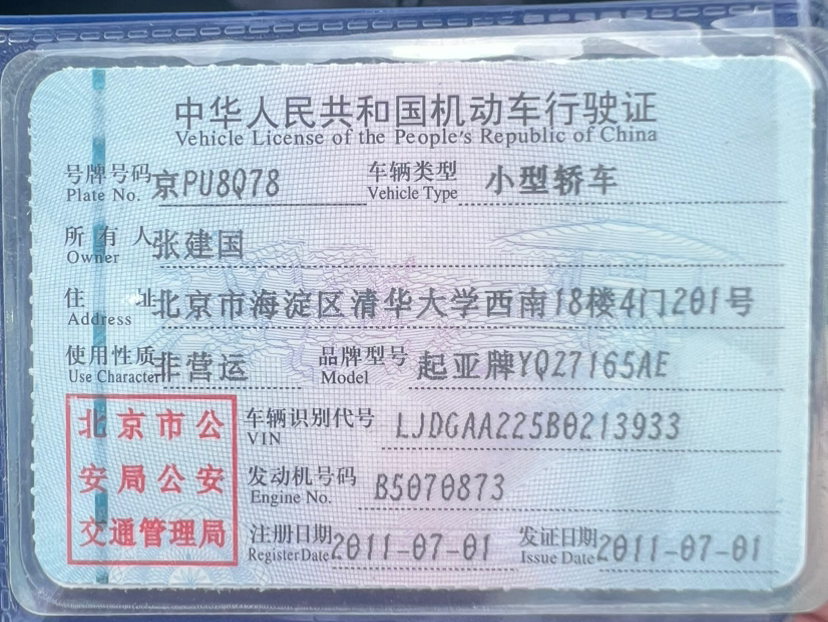 中华人民共和国机动车行驶证
Vehicle License of the People's Republic of China
号牌号码 京PU8Q78 车辆类型 小型轿车
Plate No. Vehicle Type
所有人 张建国
Owner
住址 北京市海淀区清华大学西南18楼4门201号
Address
使用性质 非营运 品牌型号 起亚牌YQZ7165AE
Use Character Model
北京市公
安局公安
交通管理局
车辆识别代号 LJDGAA225B0213933
VIN
发动机号码 B5070873
Engine No.
注册日期 2011-07-01 发证日期 2011-07-01
Register Date Issue Date